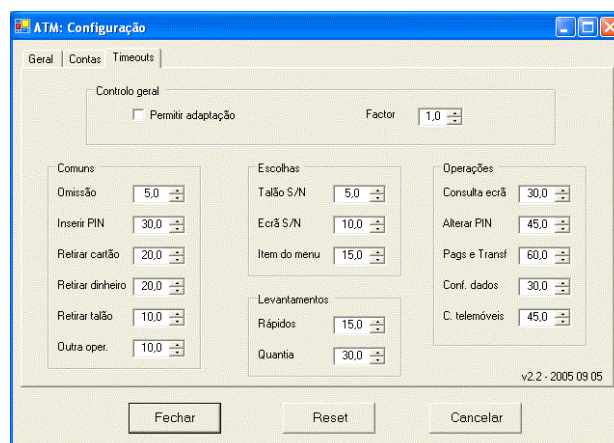 ATM: Configuração
Geral Contas Timeouts
Controlo geral
Permitir adaptação Factor 1,0
Comuns
Omissão 5,0
Inserir PIN 30,0
Retirar cartão 20,0
Retirar dinheiro 20,0
Retirar talão 10,0
Outra oper. 10,0
Escolhas
Talão S/N 5,0
Ecrã S/N 10,0
Item do menu 15,0
Levantamentos
Rápidos 15,0
Quantia 30,0
Operações
Consulta ecrã 30,0
Alterar PIN 45,0
Pags e Transf 60,0
Conf. dados 30,0
C. telemóveis 45,0
v2.2 - 2005 09 05
Fechar Reset Cancelar